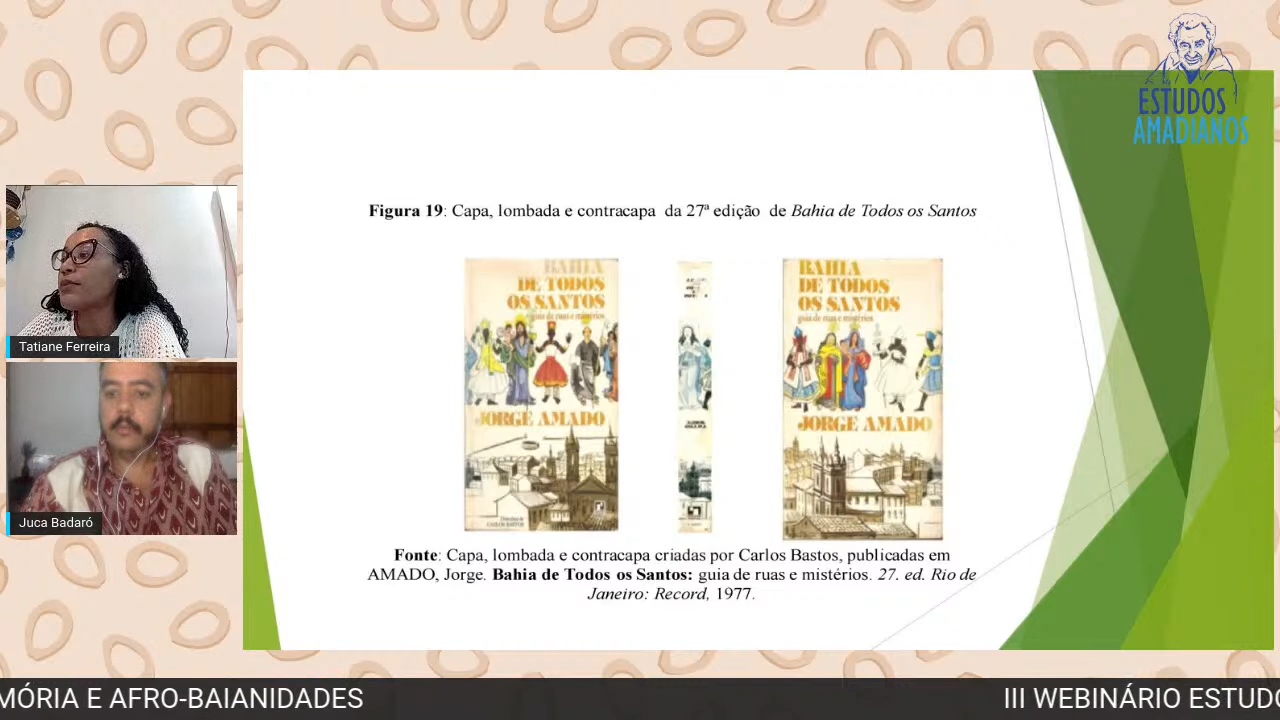 ESTUDOS
AMADIANOS
Figura 19: Capa, lombada e contracapa da 27ª edição de Bahia de Todos os Santos
BAHIA
DE TODOS
OS SANTOS
guia de ruas e mistérios
JORGE AMADO
BAHIA
DE TODOS
OS SANTOS
guia de ruas e mistérios
JORGE AMADO
Fonte: Capa, lombada e contracapa criadas por Carlos Bastos, publicadas em
AMADO, Jorge. Bahia de Todos os Santos: guia de ruas e mistérios. 27. ed. Rio de
Janeiro: Record, 1977.
Tatiane Ferreira
Juca Badaró
MÓRIA E AFRO-BAIANIDADES
III WEBINÁRIO ESTUDO